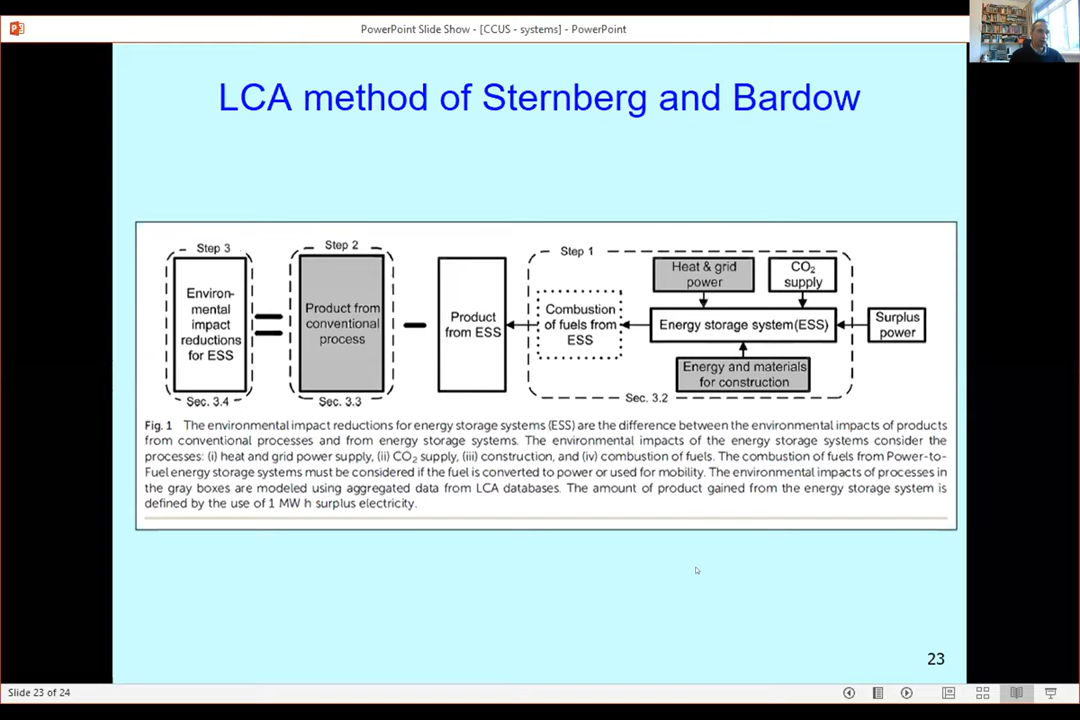 PowerPoint Slide Show - [CCUS - systems] - PowerPoint
LCA method of Sternberg and Bardow
Step 3
Environ-
mental
impact
reductions
for ESS
Sec. 3.4
Step 2
Product from
conventional
process
Sec. 3.3
Product
from ESS
Step 1
Combustion
of fuels from
ESS
Heat & grid
power
CO₂
supply
Energy storage system(ESS)
Energy and materials
for construction
Sec. 3.2
Surplus
power
Fig. 1 The environmental impact reductions for energy storage systems (ESS) are the difference between the environmental impacts of products
from conventional processes and from energy storage systems. The environmental impacts of the energy storage systems consider the
processes: (i) heat and grid power supply, (ii) CO₂ supply, (iii) construction, and (iv) combustion of fuels. The combustion of fuels from Power-to-
Fuel energy storage systems must be considered if the fuel is converted to power or used for mobility. The environmental impacts of processes in
the gray boxes are modeled using aggregated data from LCA databases. The amount of product gained from the energy storage system is
defined by the use of 1 MW h surplus electricity.
23
Slide 23 of 24